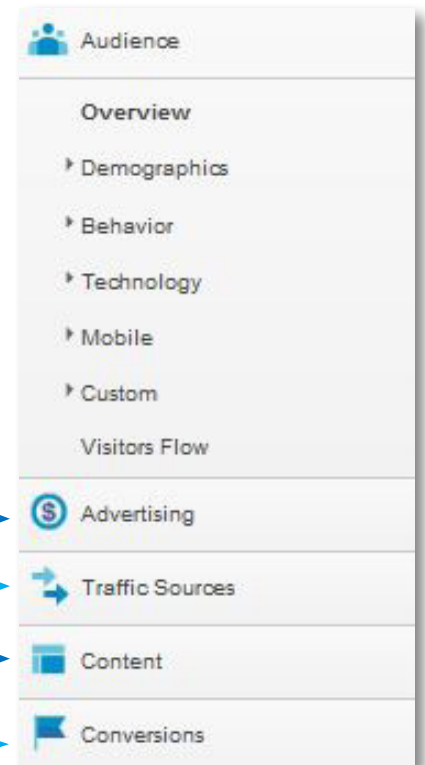 Audience
Overview
Demographics
Behavior
Technology
Mobile
Custom
Visitors Flow
Advertising
Traffic Sources
Content
Conversions